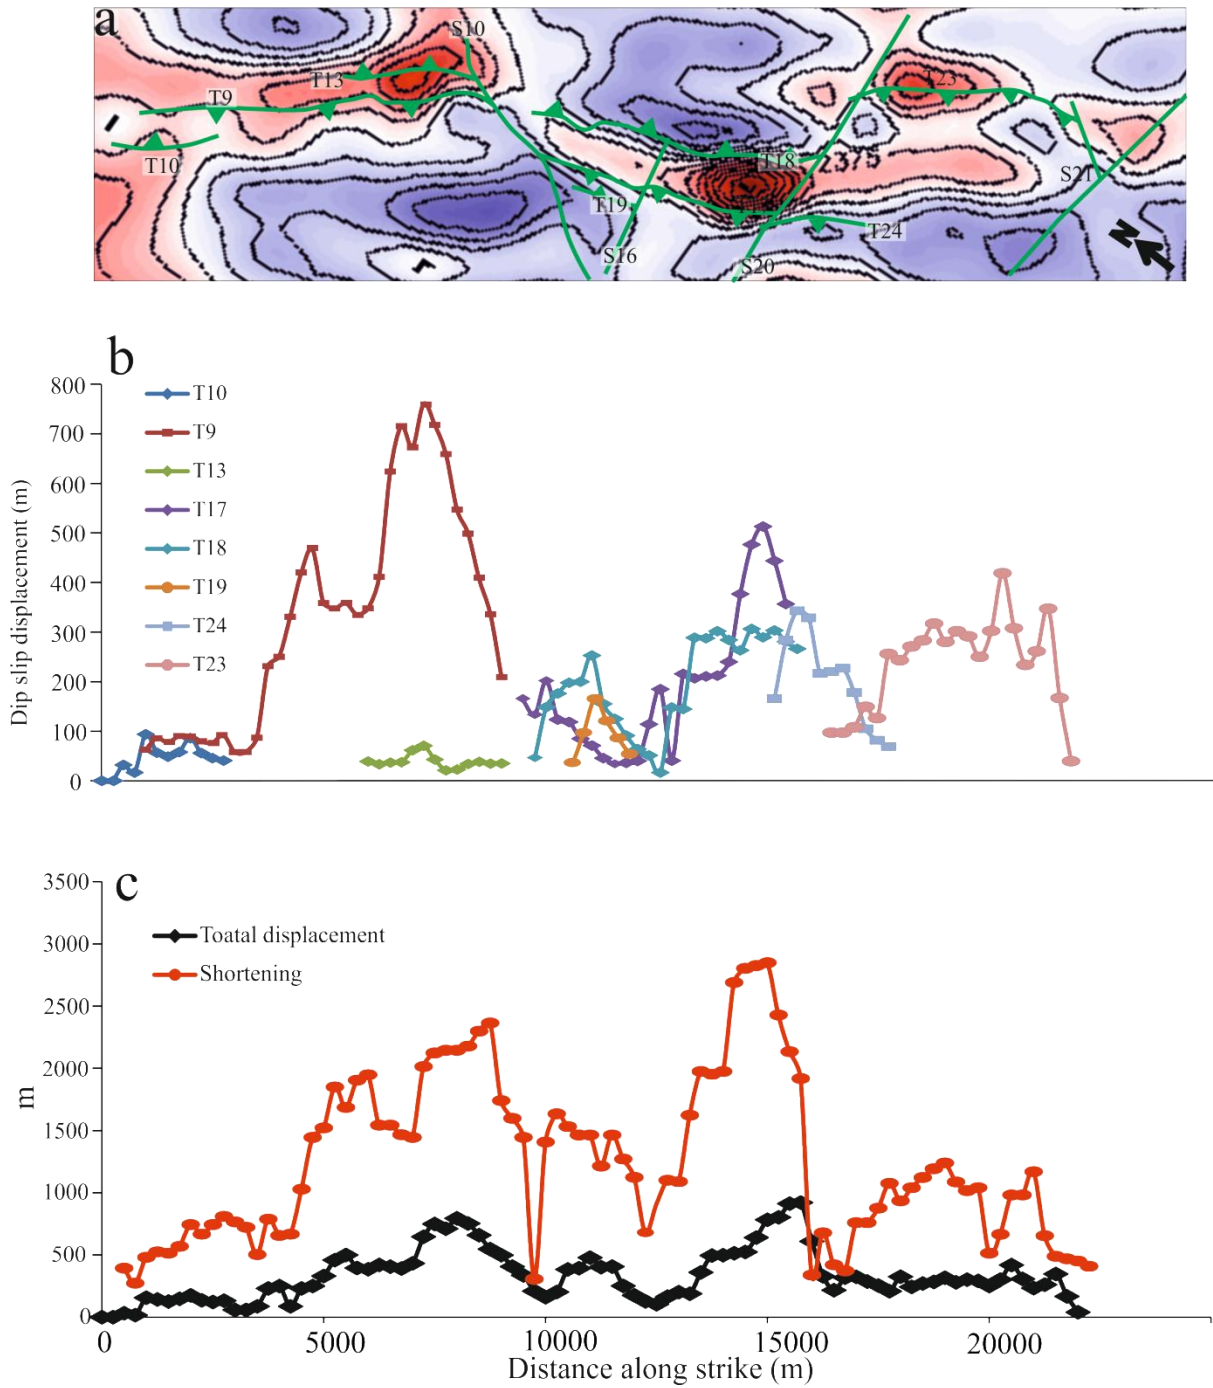 a
S10
T13
T23
T9
T10
T18
2375
S21
T19
T24
S16
S20
N
b
Dip slip displacement (m)
800
700
600
500
400
300
200
100
0
T10
T9
T13
T17
T18
T19
T24
T23
c
m
3500
3000
2500
2000
1500
1000
500
0
Toatal displacement
Shortening
0 5000 10000 15000 20000
Distance along strike (m)